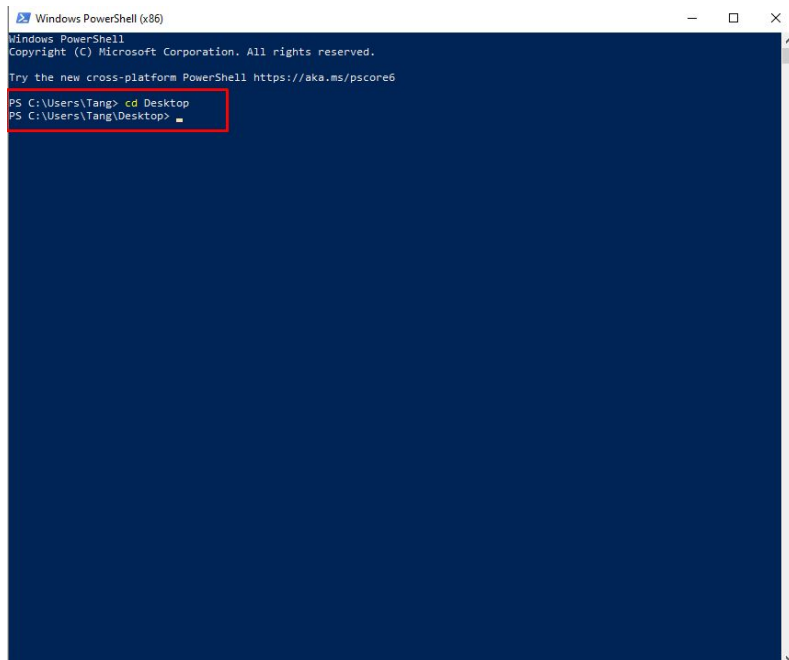 Windows PowerShell (x86)
Windows PowerShell
Copyright (C) Microsoft Corporation. All rights reserved.
Try the new cross-platform PowerShell https://aka.ms/pscore6
PS C:\Users\Tang> cd Desktop
PS C:\Users\Tang\Desktop>